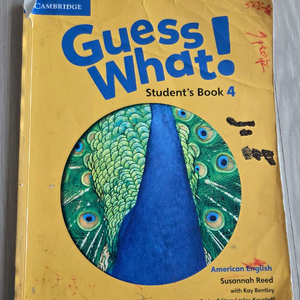 CAMBRIDGE
Guess
What!
Student's Book 4
American English
Susannah Reed
with Kay Bentley